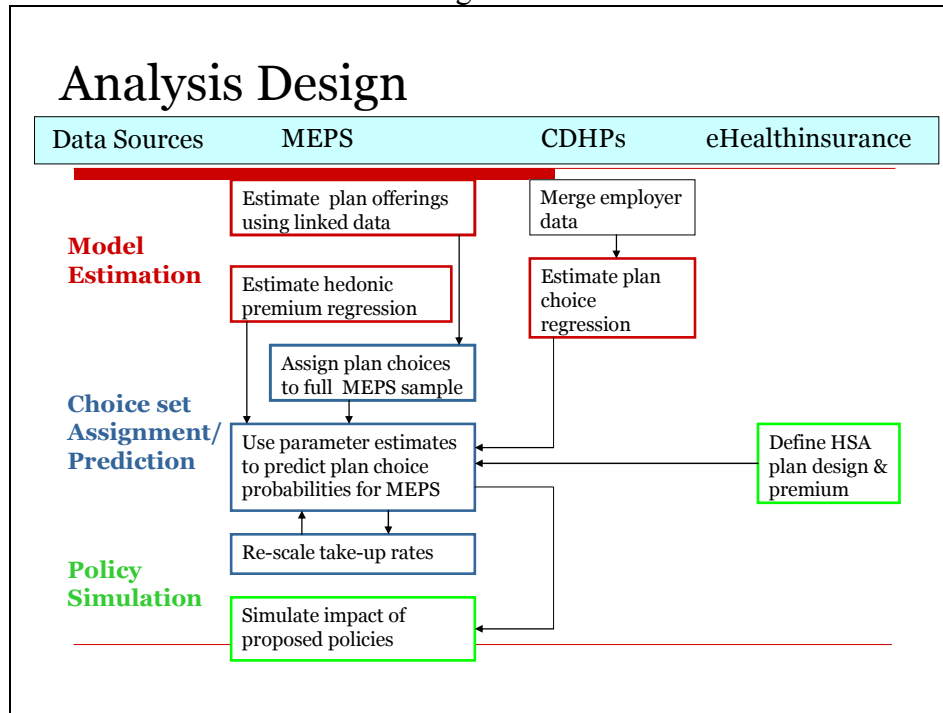 Analysis Design
Data Sources MEPS CDHPs eHealthinsurance
Estimate plan offerings
using linked data
Merge employer
data
Model
Estimation
Estimate hedonic
premium regression
Estimate plan
choice
regression
Assign plan choices
to full MEPS sample
Choice set
Assignment/
Prediction
Use parameter estimates
to predict plan choice
probabilities for MEPS
Define HSA
plan design &
premium
Re-scale take-up rates
Policy
Simulation
Simulate impact of
proposed policies